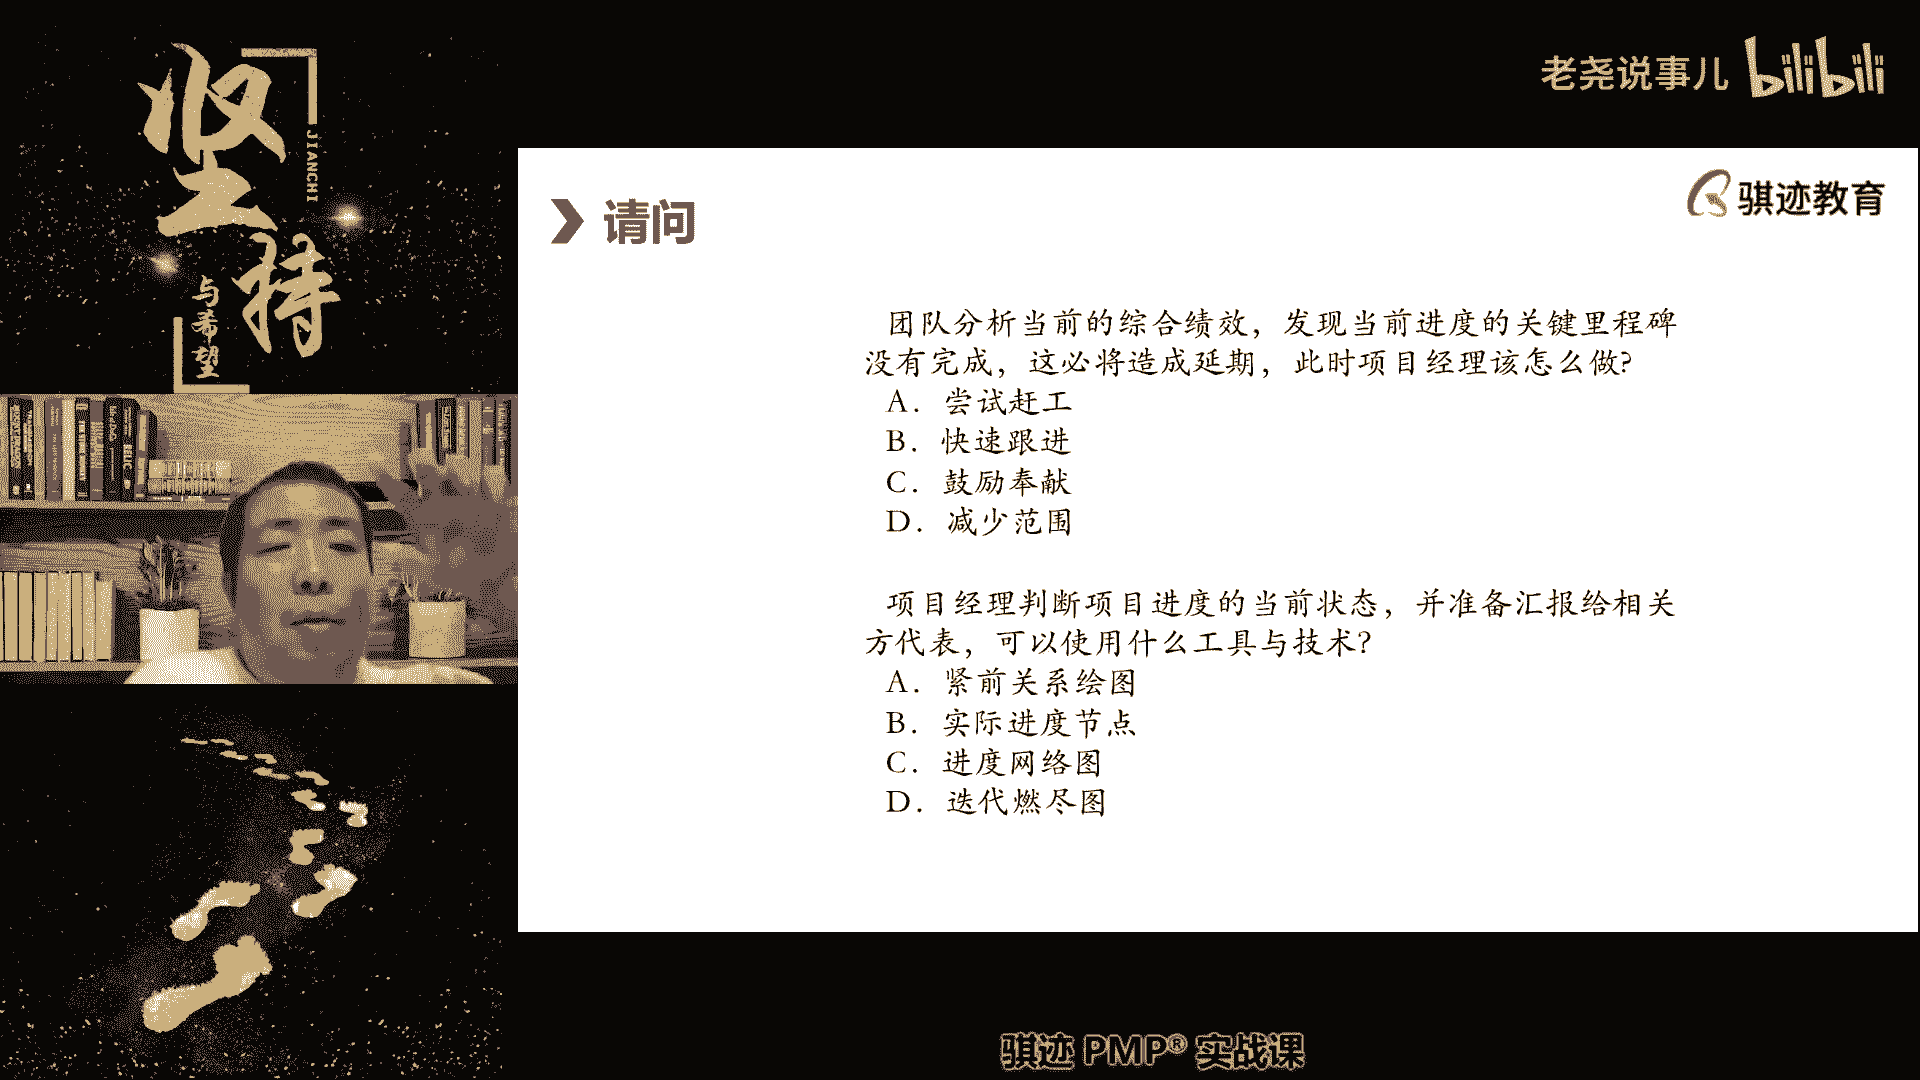 坚持
JIANCHI
与希望
老尧说事儿 bilibili
骐迹教育
请问
团队分析当前的综合绩效，发现当前进度的关键里程碑
没有完成，这必将造成延期，此时项目经理该怎么做?
A．尝试赶工
B．快速跟进
C．鼓励奉献
D．减少范围
项目经理判断项目进度的当前状态，并准备汇报给相关
方代表，可以使用什么工具与技术?
A．紧前关系绘图
B．实际进度节点
C．进度网络图
D．迭代燃尽图
骐迹 PMP® 实战课